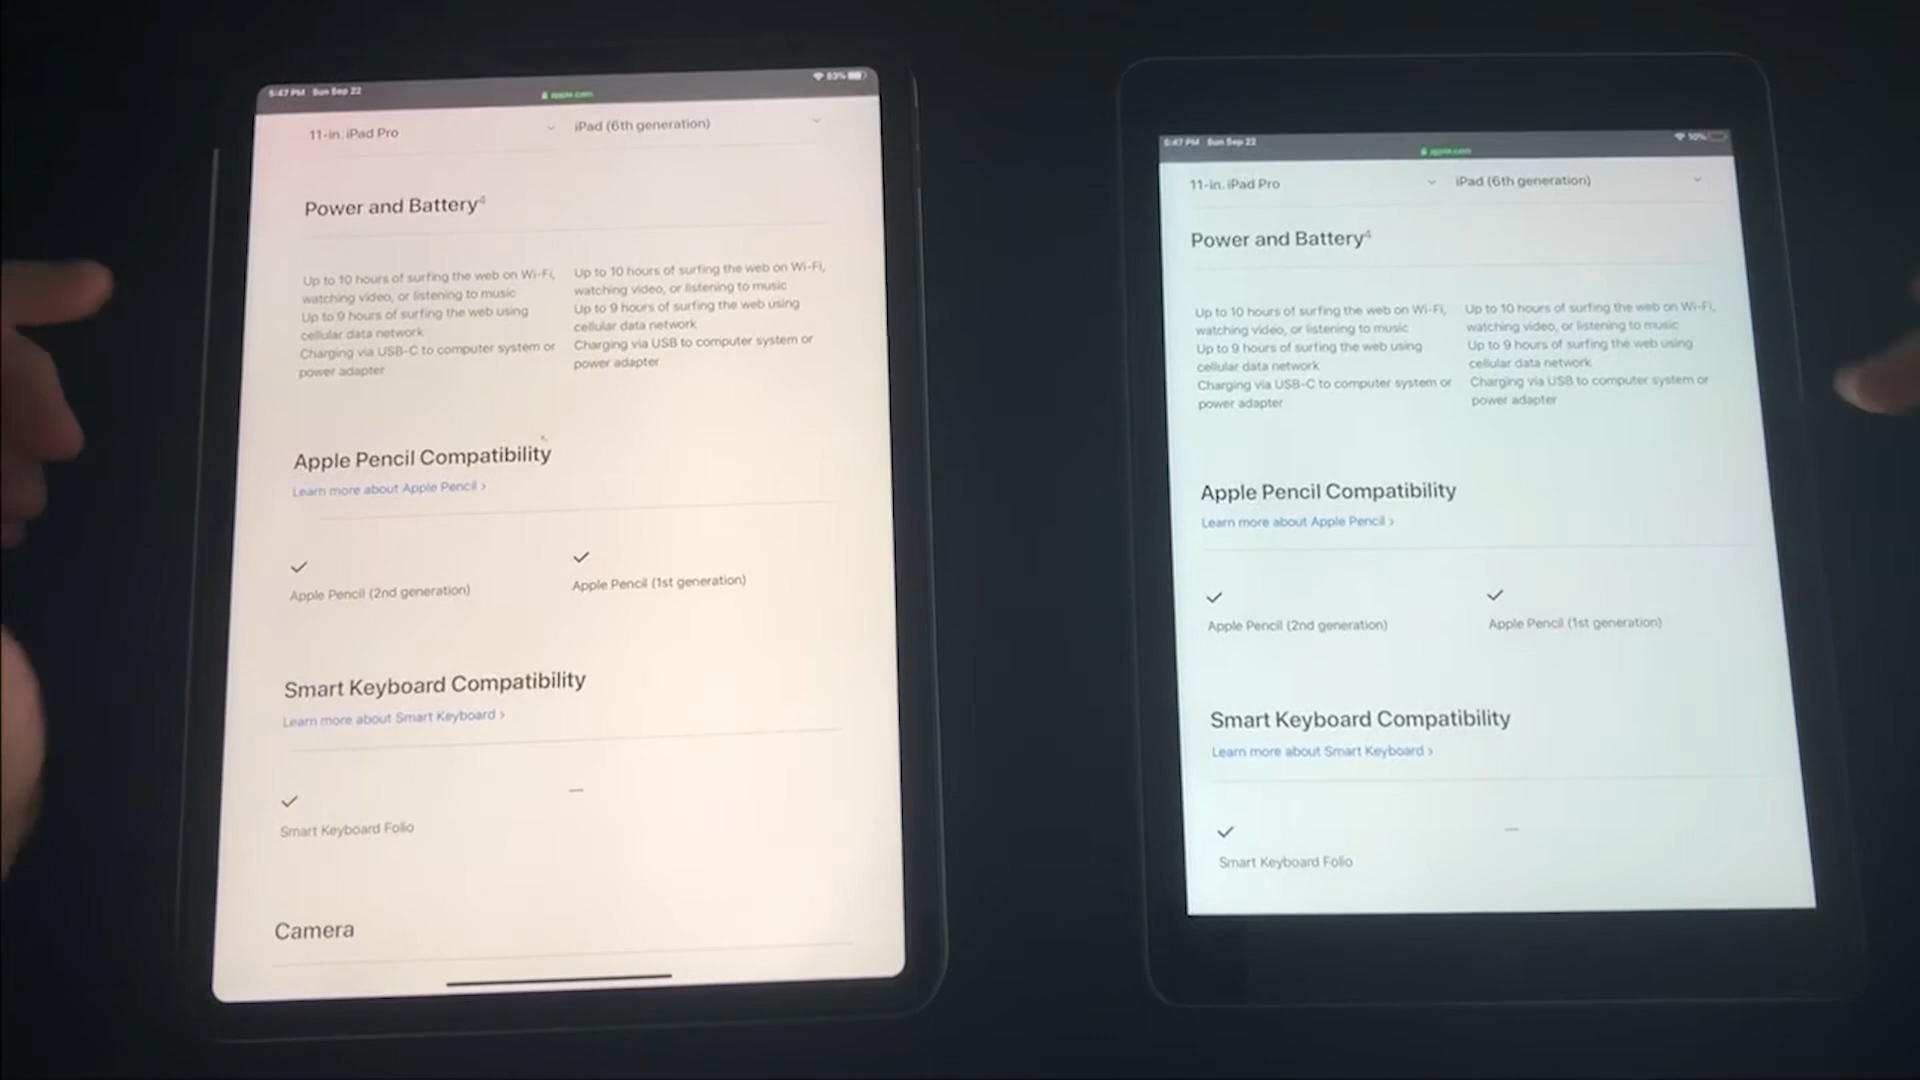 5:47 PM Sun Sep 22
83%
apple.com
11-in. iPad Pro
iPad (6th generation)
Power and Battery4
Up to 10 hours of surfing the web on Wi-Fi,
watching video, or listening to music
Up to 9 hours of surfing the web using
cellular data network
Charging via USB-C to computer system or
power adapter
Up to 10 hours of surfing the web on Wi-Fi,
watching video, or listening to music
Up to 9 hours of surfing the web using
cellular data network
Charging via USB to computer system or
power adapter
Apple Pencil Compatibility
Learn more about Apple Pencil >
Apple Pencil (2nd generation)
Apple Pencil (1st generation)
Smart Keyboard Compatibility
Learn more about Smart Keyboard >
Smart Keyboard Folio
—
Camera
5:47 PM Sun Sep 22
10%
apple.com
11-in. iPad Pro
iPad (6th generation)
Power and Battery4
Up to 10 hours of surfing the web on Wi-Fi,
watching video, or listening to music
Up to 9 hours of surfing the web using
cellular data network
Charging via USB-C to computer system or
power adapter
Up to 10 hours of surfing the web on Wi-Fi,
watching video, or listening to music
Up to 9 hours of surfing the web using
cellular data network
Charging via USB to computer system or
power adapter
Apple Pencil Compatibility
Learn more about Apple Pencil >
Apple Pencil (2nd generation)
Apple Pencil (1st generation)
Smart Keyboard Compatibility
Learn more about Smart Keyboard >
Smart Keyboard Folio
—